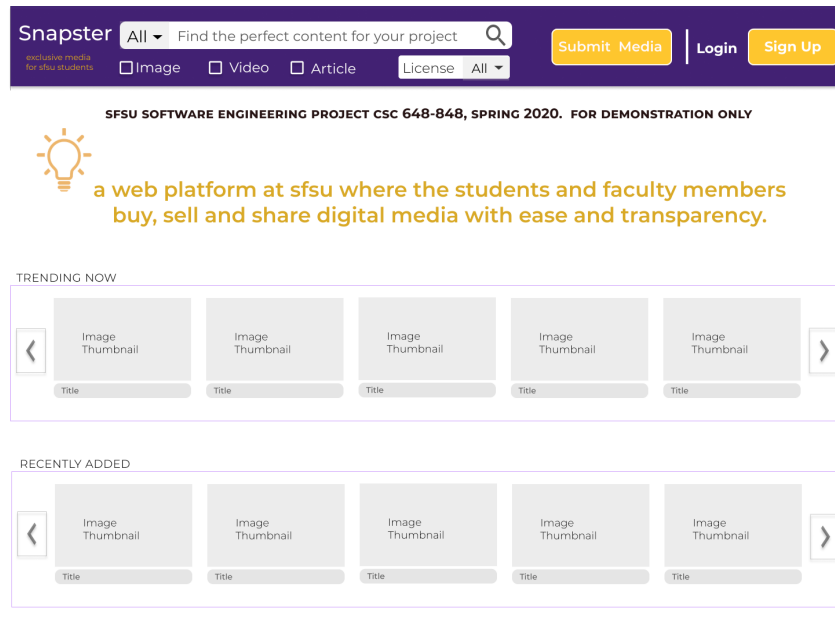 Snapster
All
Find the perfect content for your project
Submit Media
Login
Sign Up
exclusive media
for sfsu students
Image
Video
Article
License
All
SFSU SOFTWARE ENGINEERING PROJECT CSC 648-848, SPRING 2020. FOR DEMONSTRATION ONLY
a web platform at sfsu where the students and faculty members
buy, sell and share digital media with ease and transparency.
TRENDING NOW
Image
Thumbnail
Image
Thumbnail
Image
Thumbnail
Image
Thumbnail
Image
Thumbnail
Title
Title
Title
Title
Title
RECENTLY ADDED
Image
Thumbnail
Image
Thumbnail
Image
Thumbnail
Image
Thumbnail
Image
Thumbnail
Title
Title
Title
Title
Title